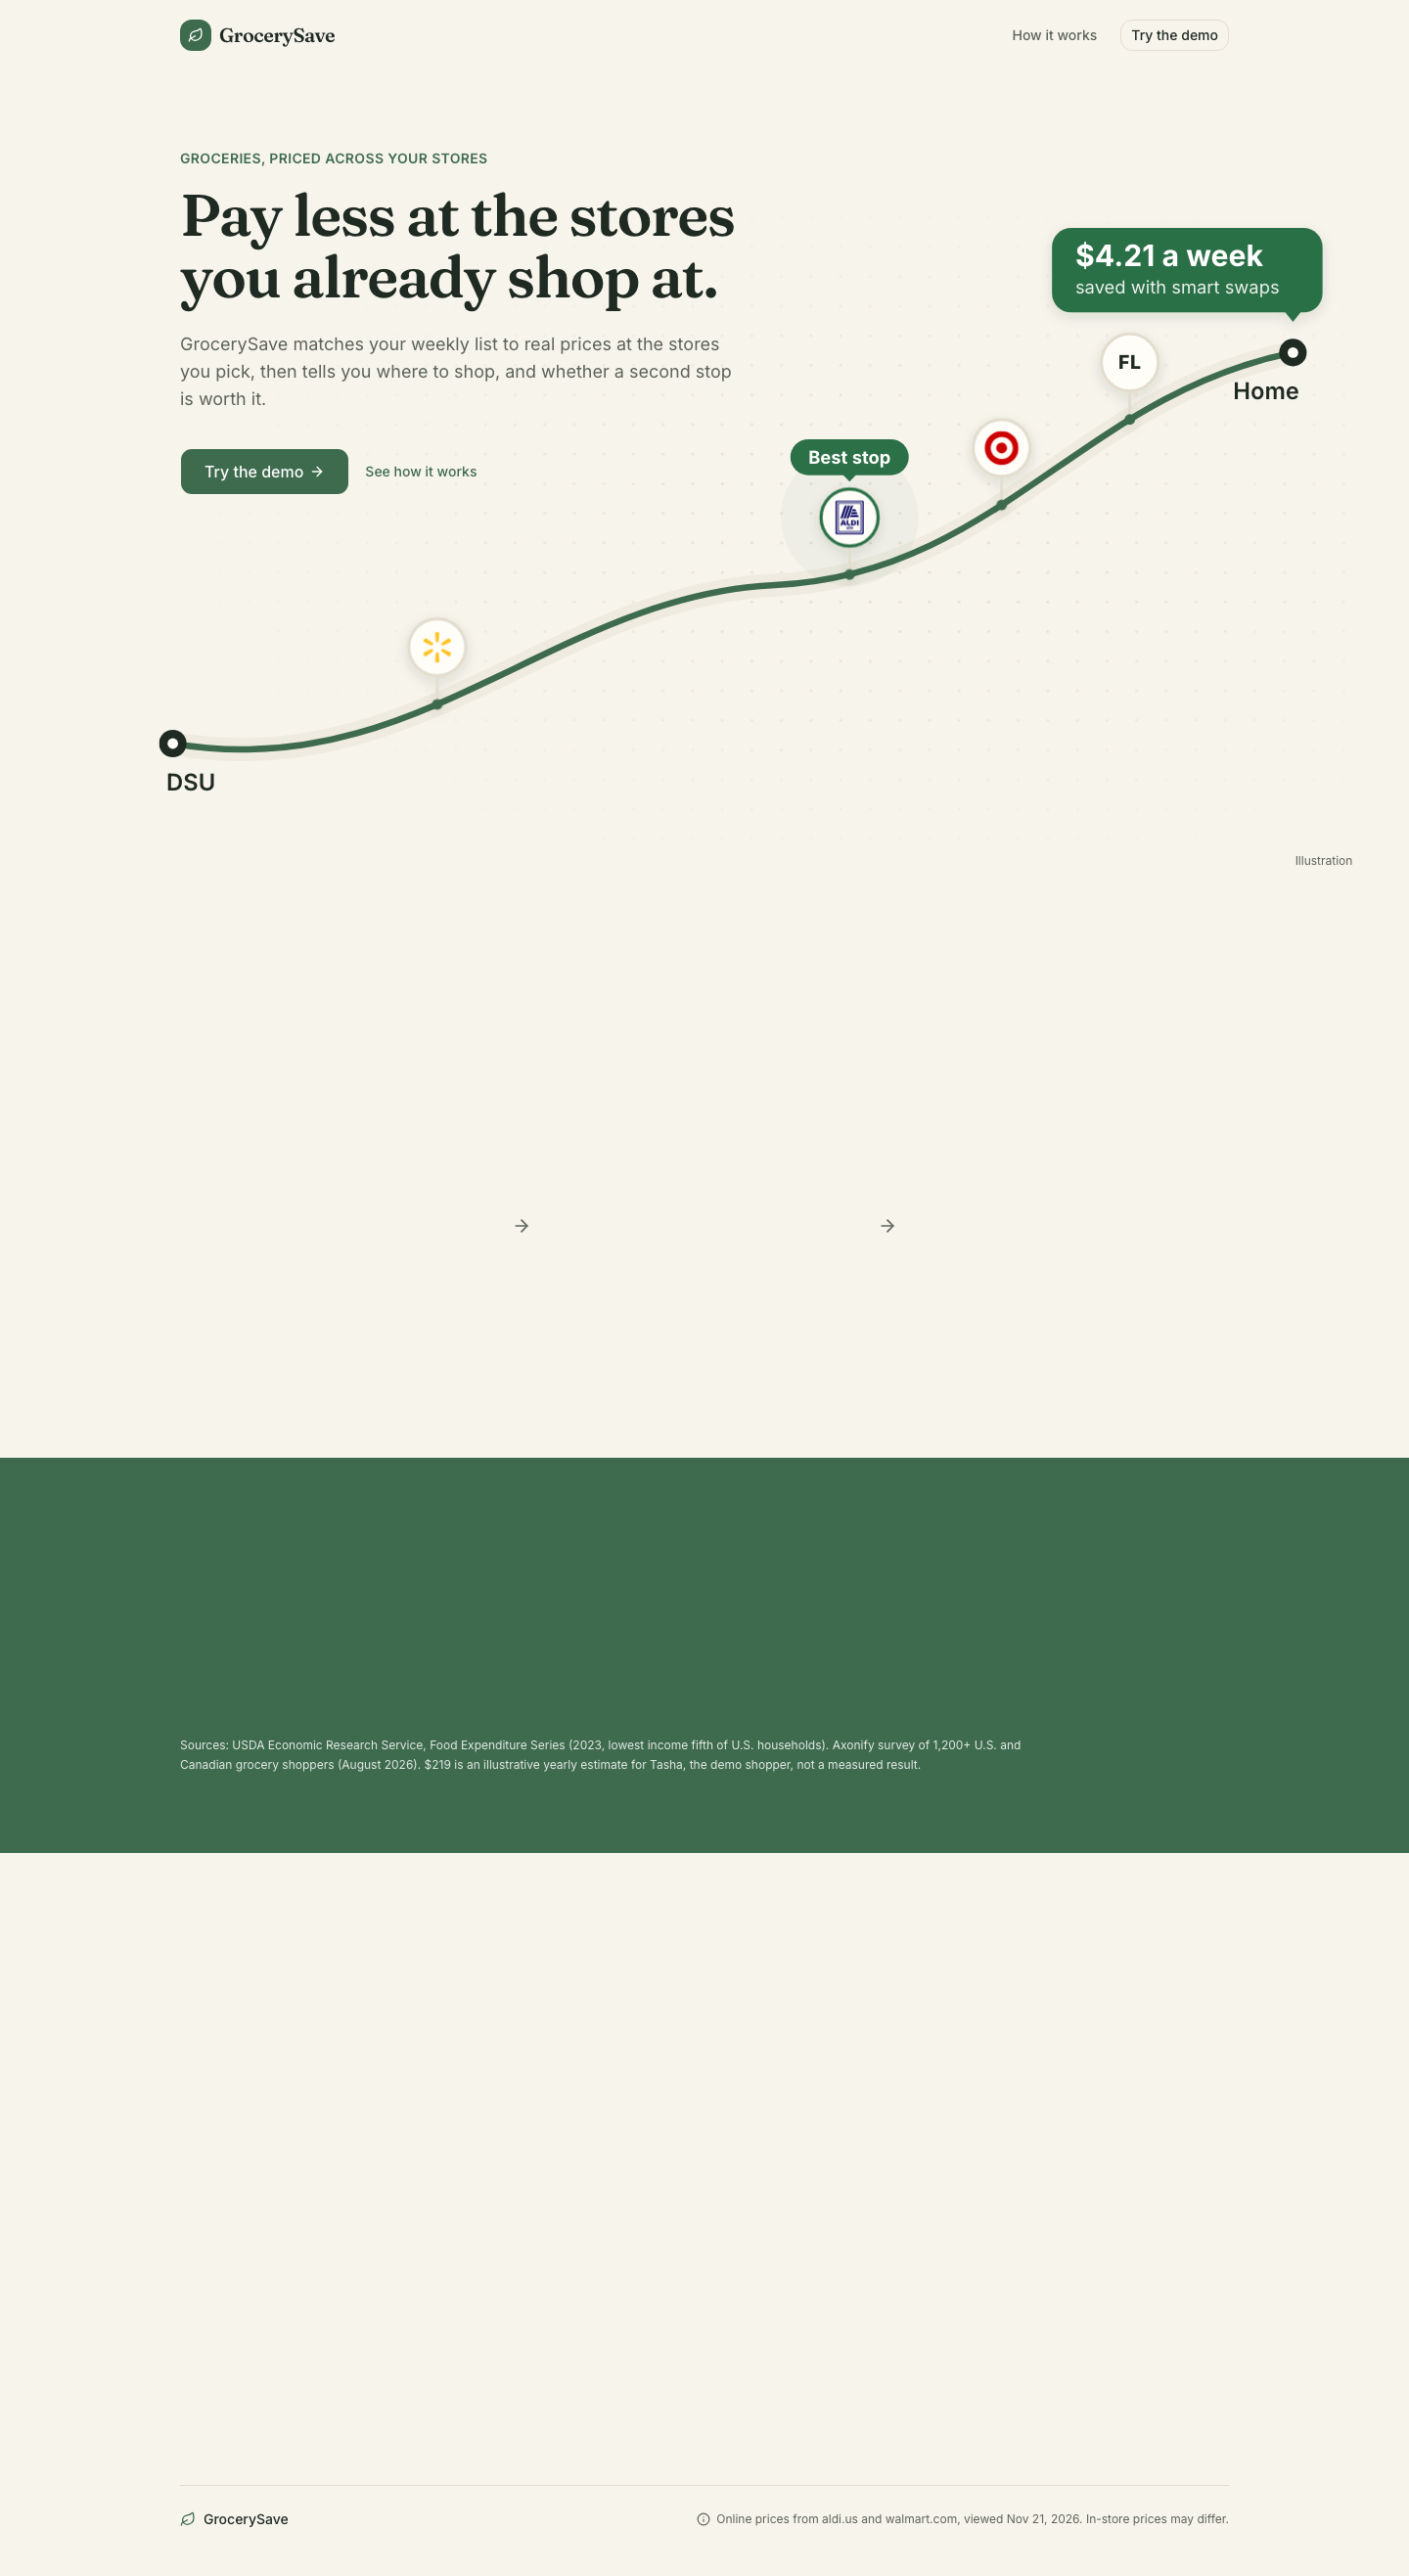 GrocerySave
How it works
Try the demo
GROCERIES, PRICED ACROSS YOUR STORES
Pay less at the stores
you already shop at.
GrocerySave matches your weekly list to real prices at the stores
you pick, then tells you where to shop, and whether a second stop
is worth it.
Try the demo
See how it works
$4.21 a week
saved with smart swaps
FL
Home
Best stop
ALDI
DSU
Illustration
Sources: USDA Economic Research Service, Food Expenditure Series (2023, lowest income fifth of U.S. households). Axonify survey of 1,200+ U.S. and
Canadian grocery shoppers (August 2026). $219 is an illustrative yearly estimate for Tasha, the demo shopper, not a measured result.
GrocerySave
Online prices from aldi.us and walmart.com, viewed Nov 21, 2026. In-store prices may differ.